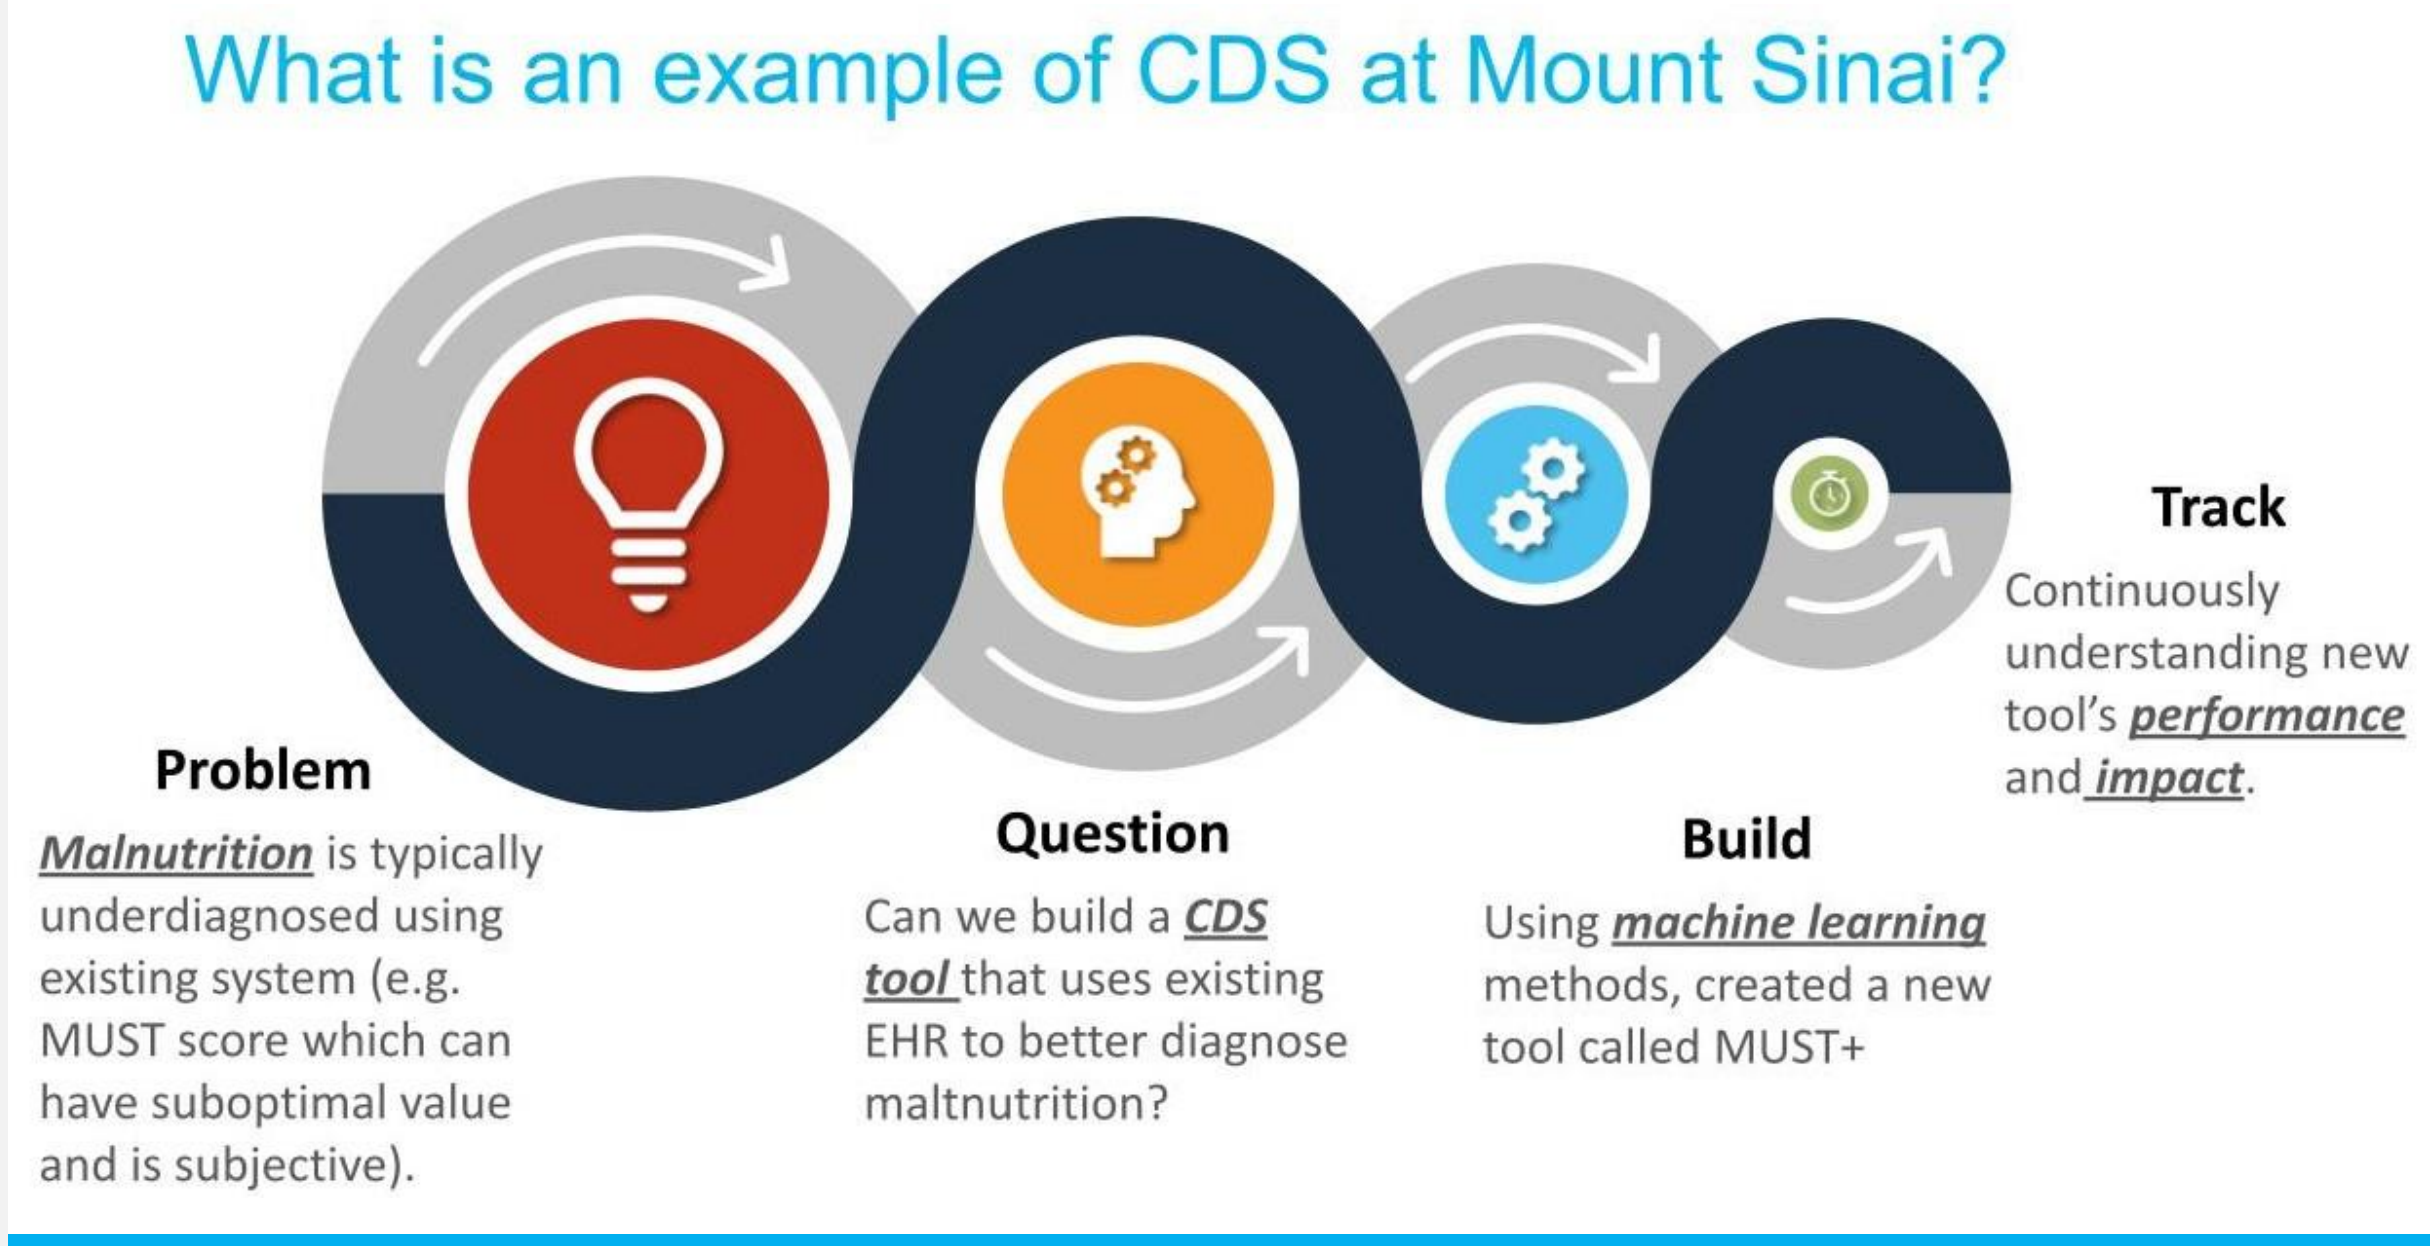 What is an example of CDS at Mount Sinai?
Problem
Malnutrition is typically
underdiagnosed using
existing system (e.g.
MUST score which can
have suboptimal value
and is subjective).
Question
Can we build a CDS
tool that uses existing
EHR to better diagnose
maltnutrition?
Build
Using machine learning
methods, created a new
tool called MUST+
Track
Continuously
understanding new
tool’s performance
and impact.